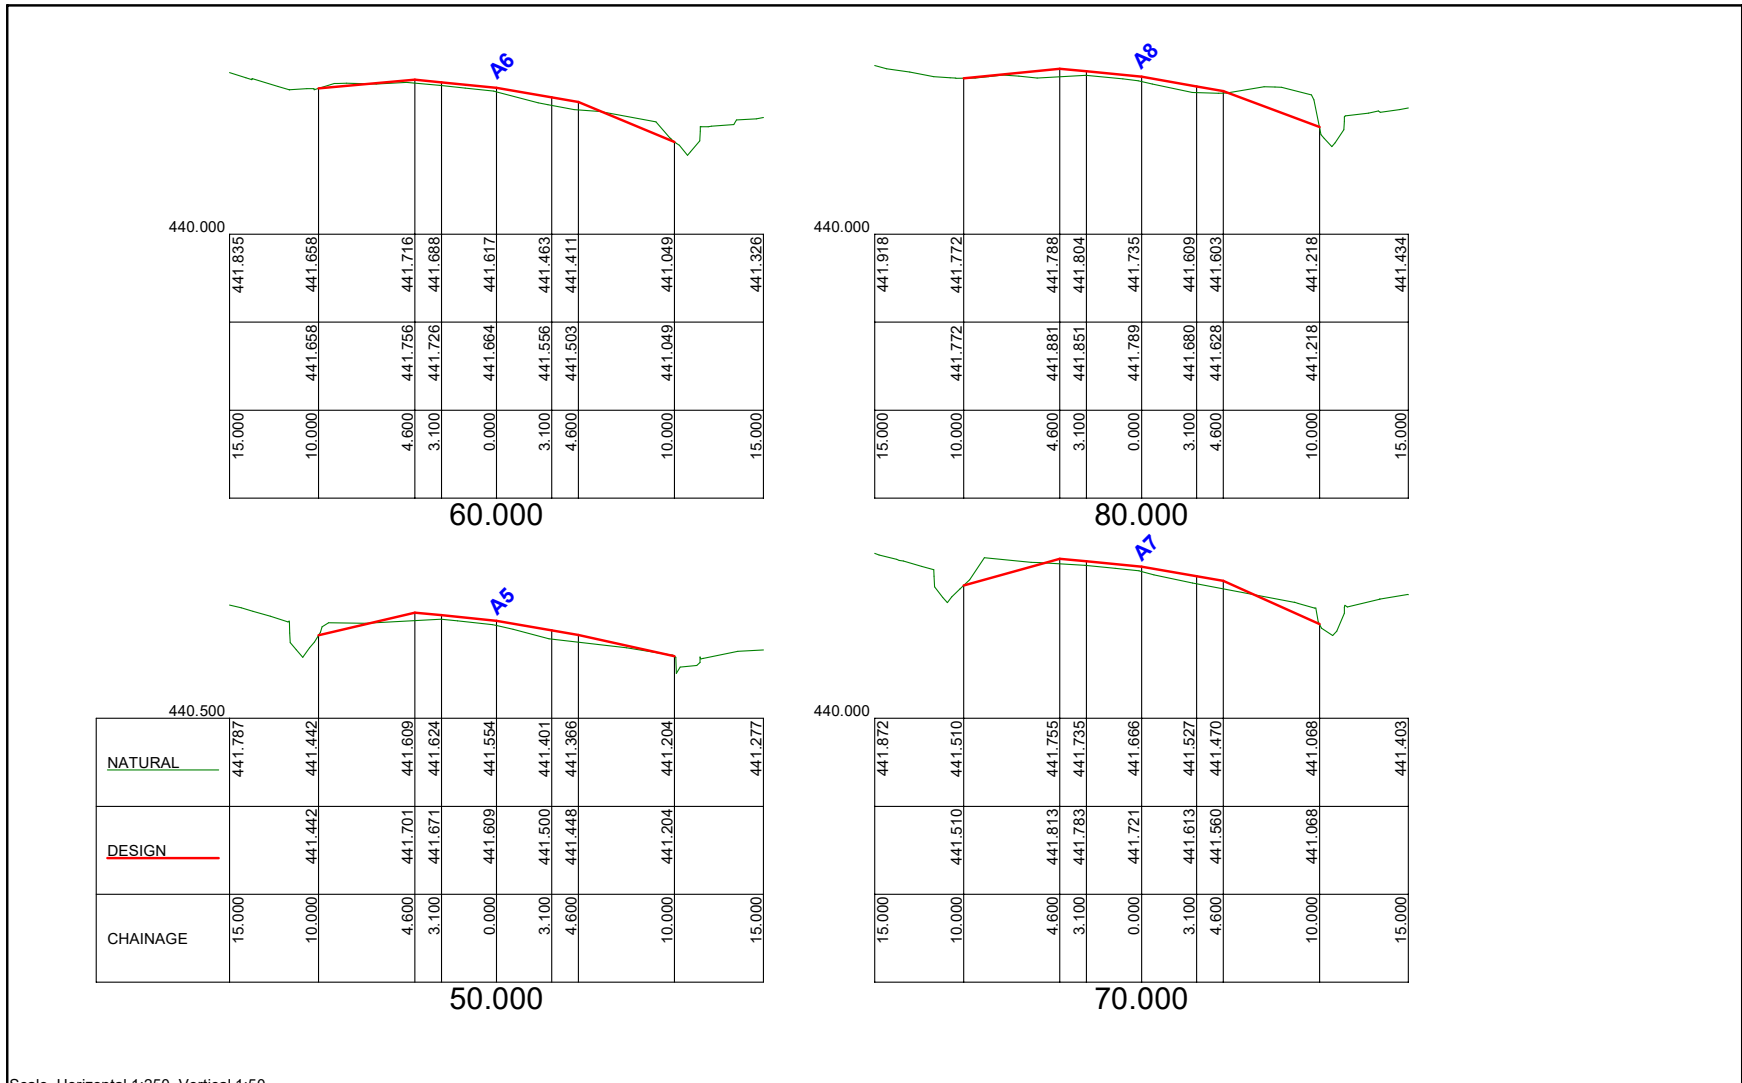 A6
440.000
441.835 441.658 441.716 441.688 441.617 441.463 441.411 441.049 441.326
441.658 441.756 441.726 441.664 441.556 441.503 441.049
15.000 10.000 4.600 3.100 0.000 3.100 4.600 10.000 15.000
60.000
A8
440.000
441.918 441.772 441.788 441.804 441.735 441.609 441.603 441.218 441.434
441.772 441.881 441.851 441.789 441.680 441.628 441.218
15.000 10.000 4.600 3.100 0.000 3.100 4.600 10.000 15.000
80.000
A5
440.500
NATURAL 441.787 441.442 441.609 441.624 441.554 441.401 441.366 441.204 441.277
DESIGN 441.442 441.701 441.671 441.609 441.500 441.448 441.204
CHAINAGE 15.000 10.000 4.600 3.100 0.000 3.100 4.600 10.000 15.000
50.000
A7
440.000
441.872 441.510 441.755 441.735 441.666 441.527 441.470 441.068 441.403
441.510 441.813 441.783 441.721 441.613 441.560 441.068
15.000 10.000 4.600 3.100 0.000 3.100 4.600 10.000 15.000
70.000
Scale Horizontal 1:250 Vertical 1:50